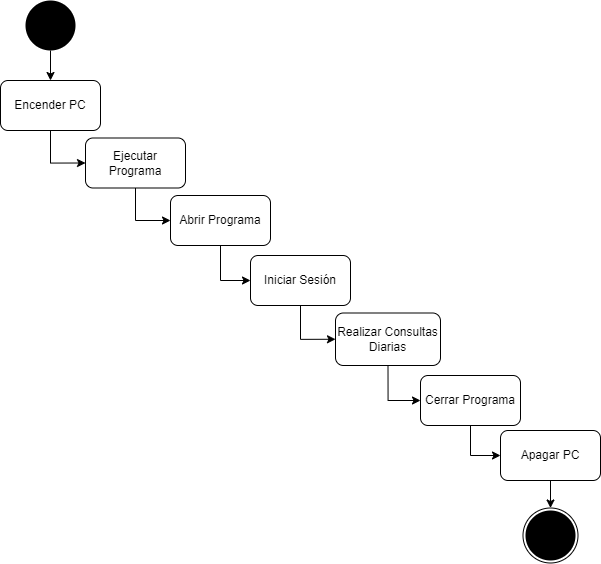 Encender PC
Ejecutar
Programa
Abrir Programa
Iniciar Sesión
Realizar Consultas
Diarias
Cerrar Programa
Apagar PC